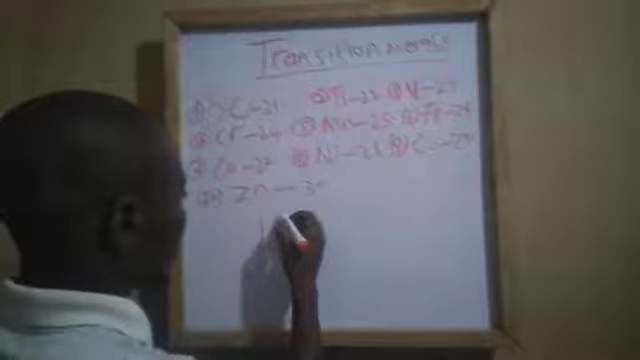 Transition metals
① Sc-21 ② Ti-22 ③ V-23
④ Cr-24 ⑤ Mn-25 ⑥ Fe-26
⑦ Co-27 ⑧ Ni-28 ⑨ Cu-29
⑩ Zn-30